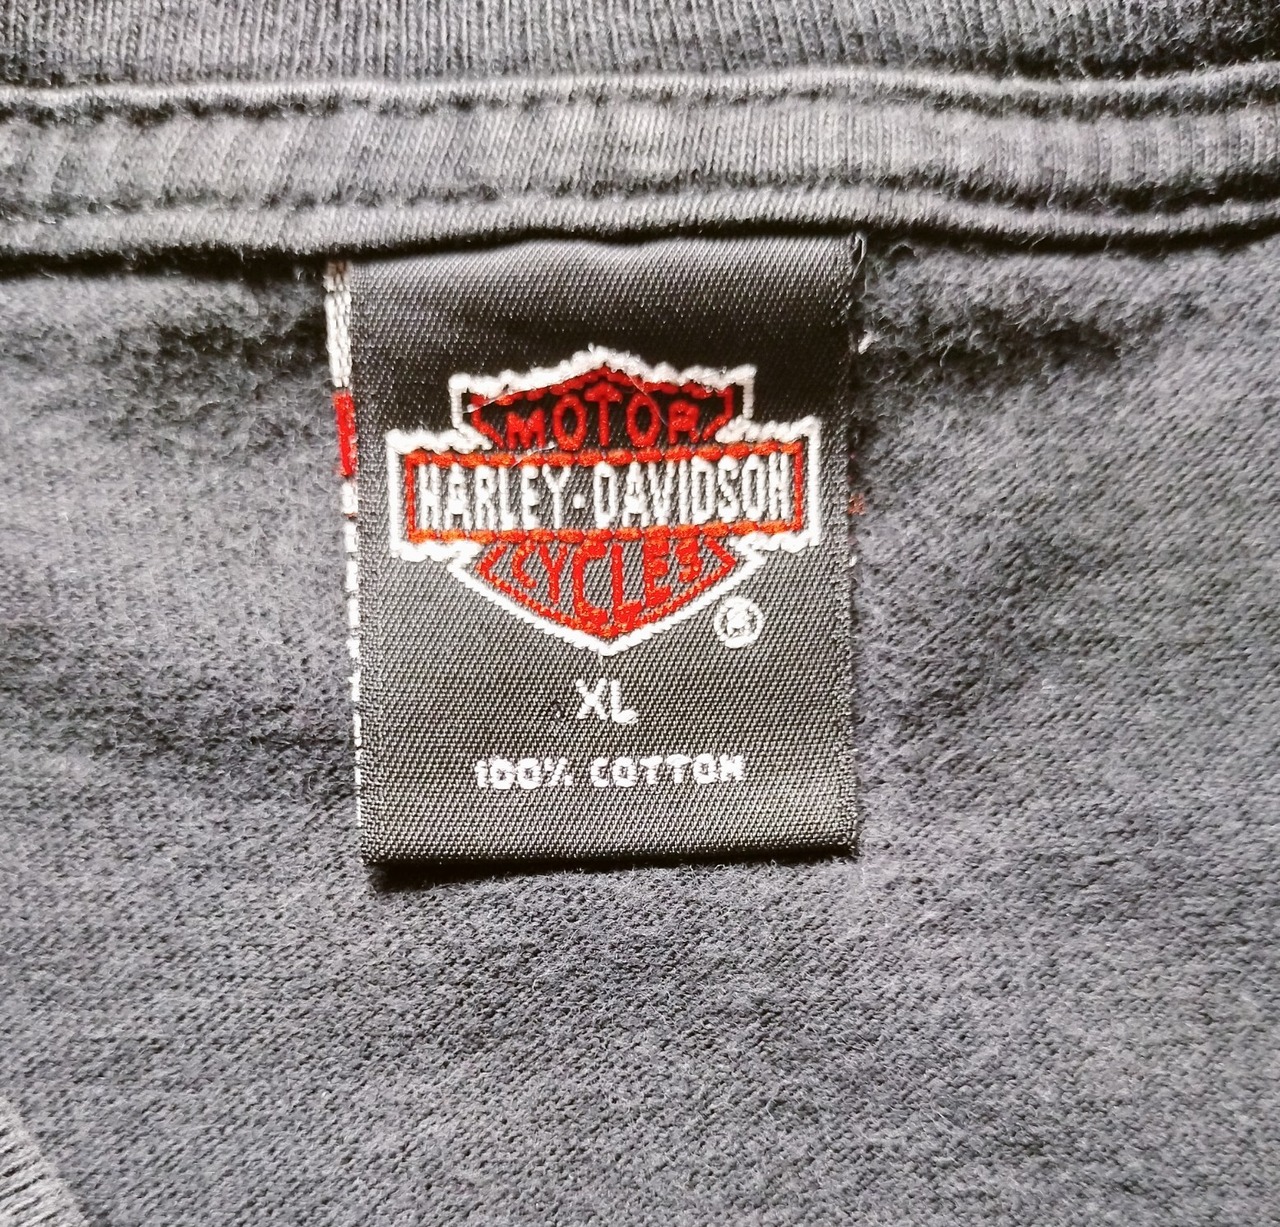 MOTOR
HARLEY-DAVIDSON
CYCLES
®
XL
100% COTTON